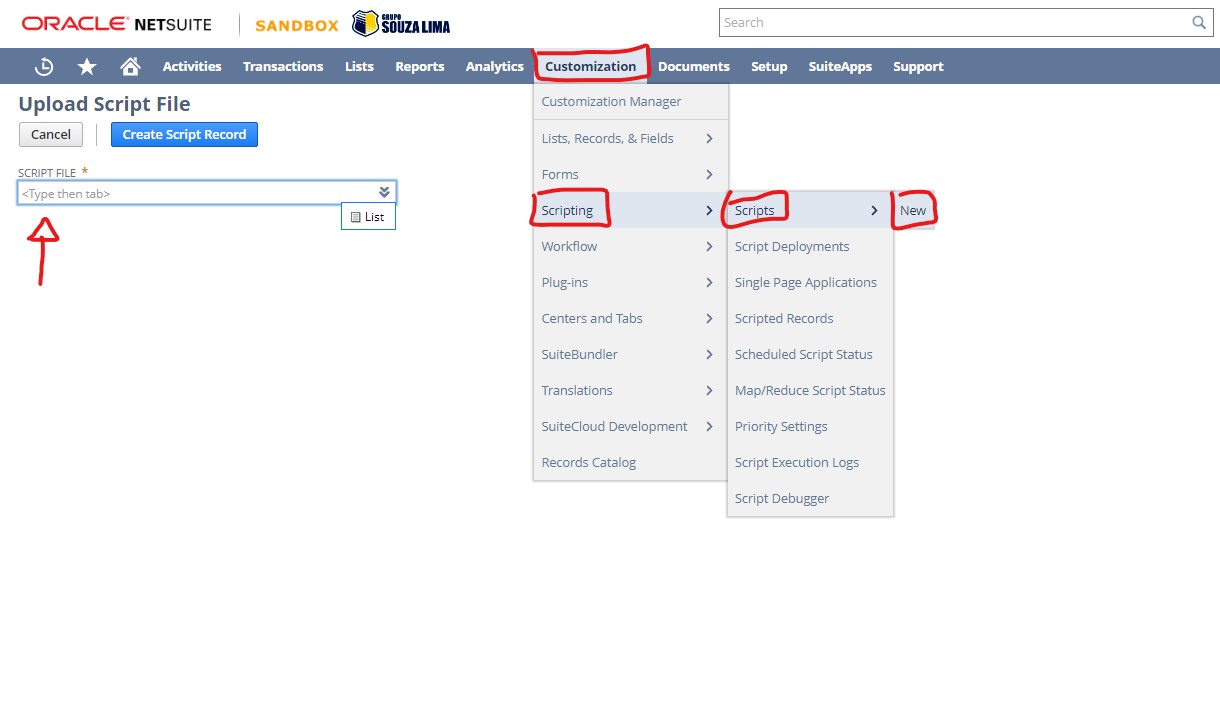 ORACLE NETSUITE
SANDBOX
GRUPO
SOUZA LIMA
Search
Activities Transactions Lists Reports Analytics Customization Documents Setup SuiteApps Support
Upload Script File
Cancel Create Script Record
SCRIPT FILE *
<Type then tab>
List
Customization Manager
Lists, Records, & Fields
Forms
Scripting
Workflow
Plug-ins
Centers and Tabs
SuiteBundler
Translations
SuiteCloud Development
Records Catalog
Scripts
Script Deployments
Single Page Applications
Scripted Records
Scheduled Script Status
Map/Reduce Script Status
Priority Settings
Script Execution Logs
Script Debugger
New